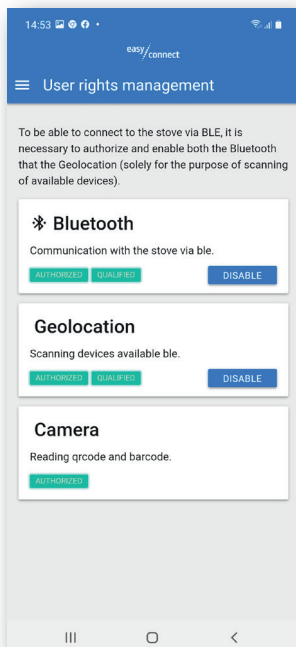 14:53
easy/connect
User rights management
To be able to connect to the stove via BLE, it is
necessary to authorize and enable both the Bluetooth
that the Geolocation (solely for the purpose of scanning
of available devices).
Bluetooth
Communication with the stove via ble.
AUTHORIZED QUALIFIED DISABLE
Geolocation
Scanning devices available ble.
AUTHORIZED QUALIFIED DISABLE
Camera
Reading qrcode and barcode.
AUTHORIZED